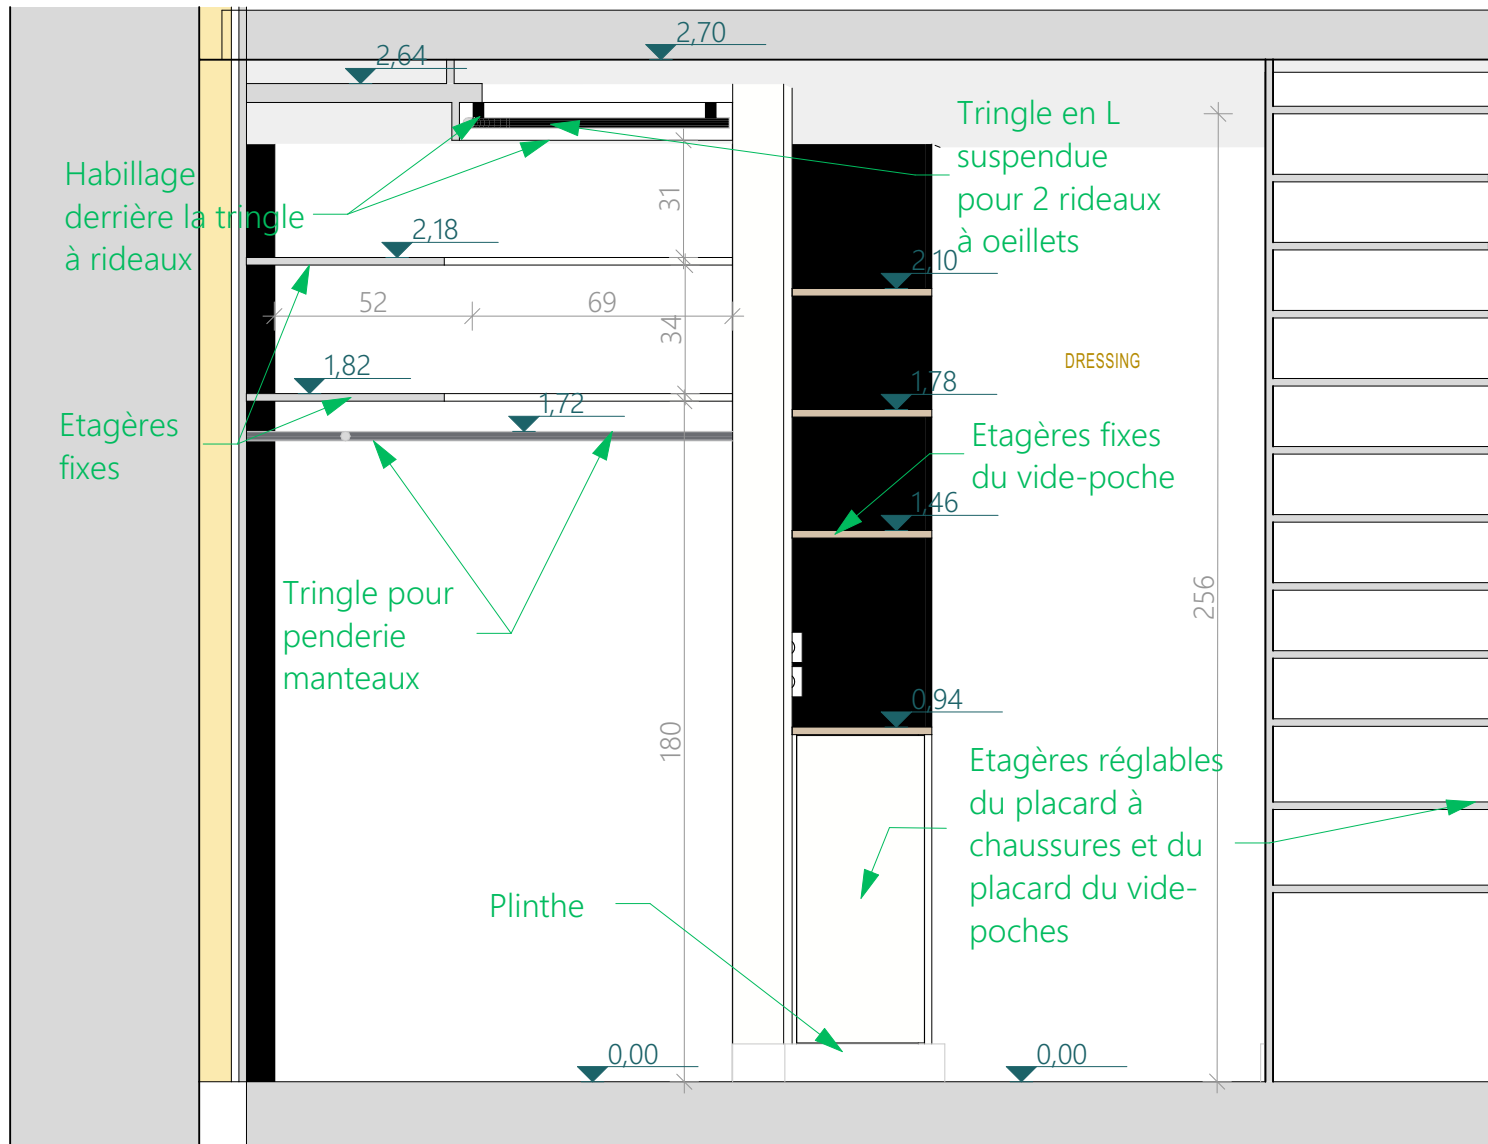 2,70
2,64
Tringle en L
suspendue
pour 2 rideaux
à oeillets
Habillage
derrière la tringle
à rideaux
31
2,18
2,10
52
69
34
DRESSING
1,82
1,78
1,72
Etagères
fixes
Etagères fixes
du vide-poche
1,46
256
Tringle pour
penderie
manteaux
0,94
180
Etagères réglables
du placard à
chaussures et du
placard du vide-
poches
Plinthe
0,00
0,00